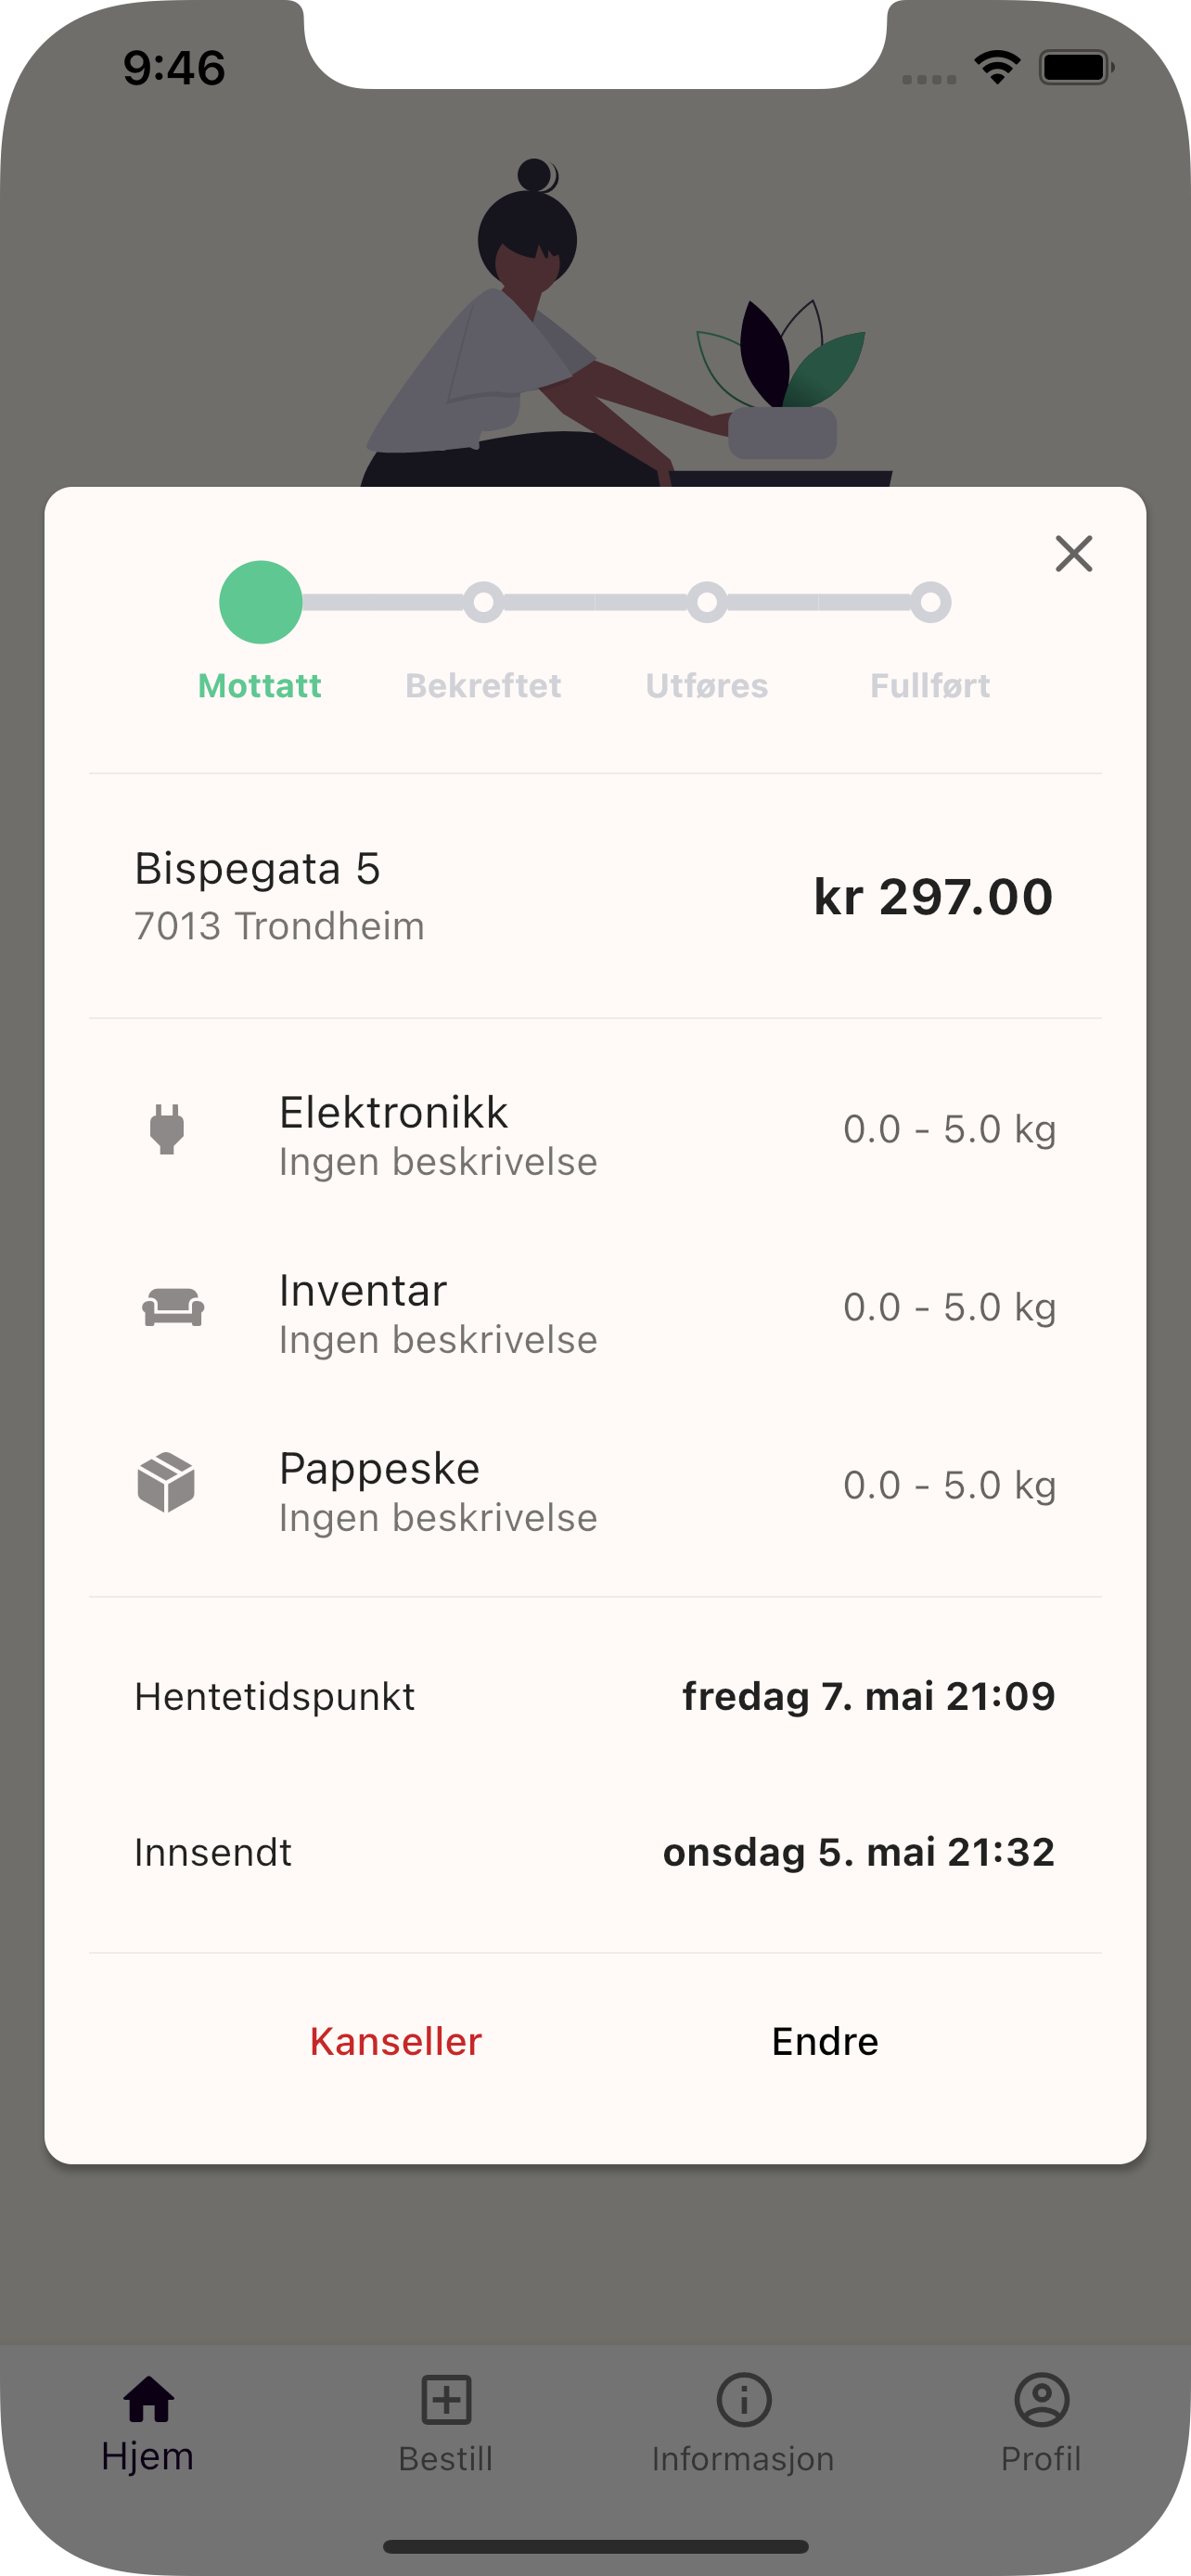 9:46
Mottatt Bekreftet Utføres Fullført
Bispegata 5
7013 Trondheim
kr 297.00
Elektronikk
Ingen beskrivelse
0.0 - 5.0 kg
Inventar
Ingen beskrivelse
0.0 - 5.0 kg
Pappeske
Ingen beskrivelse
0.0 - 5.0 kg
Hentetidspunkt fredag 7. mai 21:09
Innsendt onsdag 5. mai 21:32
Kanseller Endre
Hjem Bestill Informasjon Profil